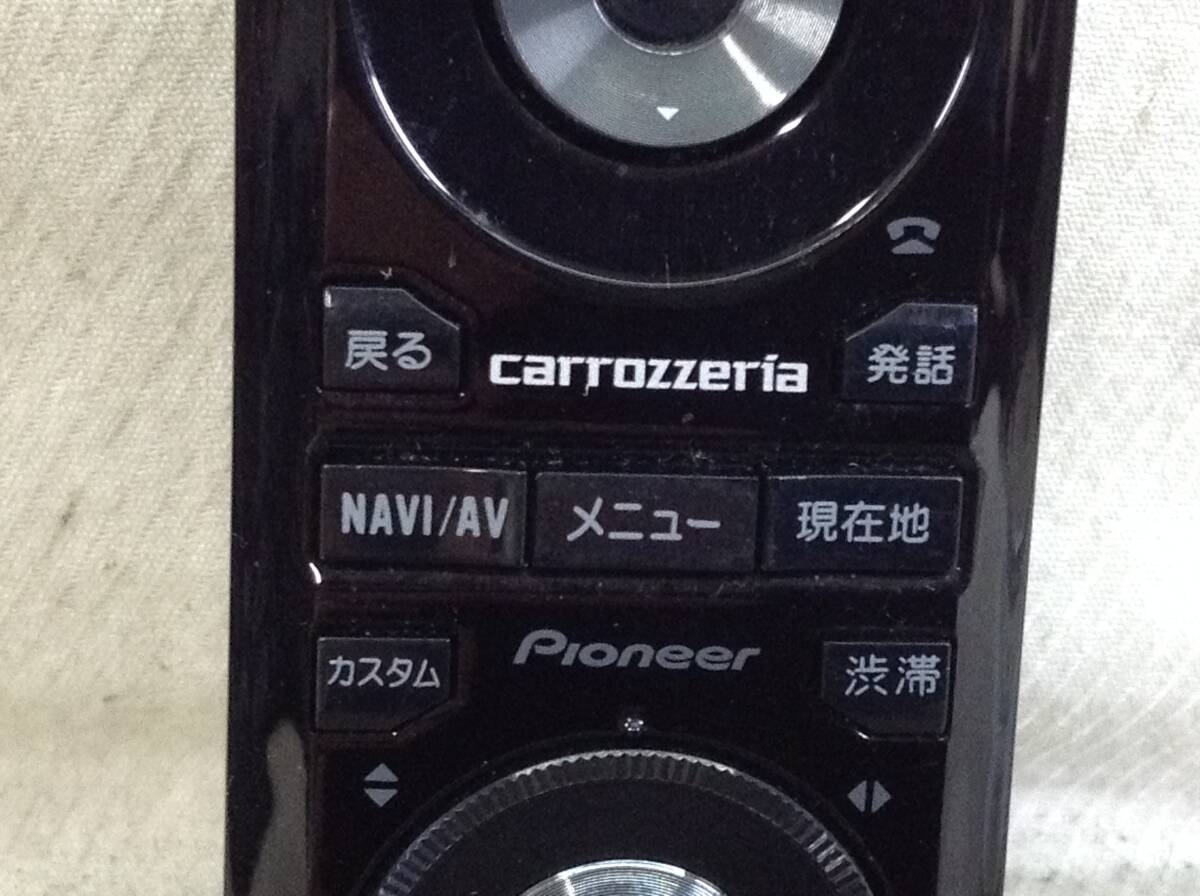 戻る carrozzeria 発話
NAVI/AV メニュー 現在地
Pioneer
カスタム 渋滞